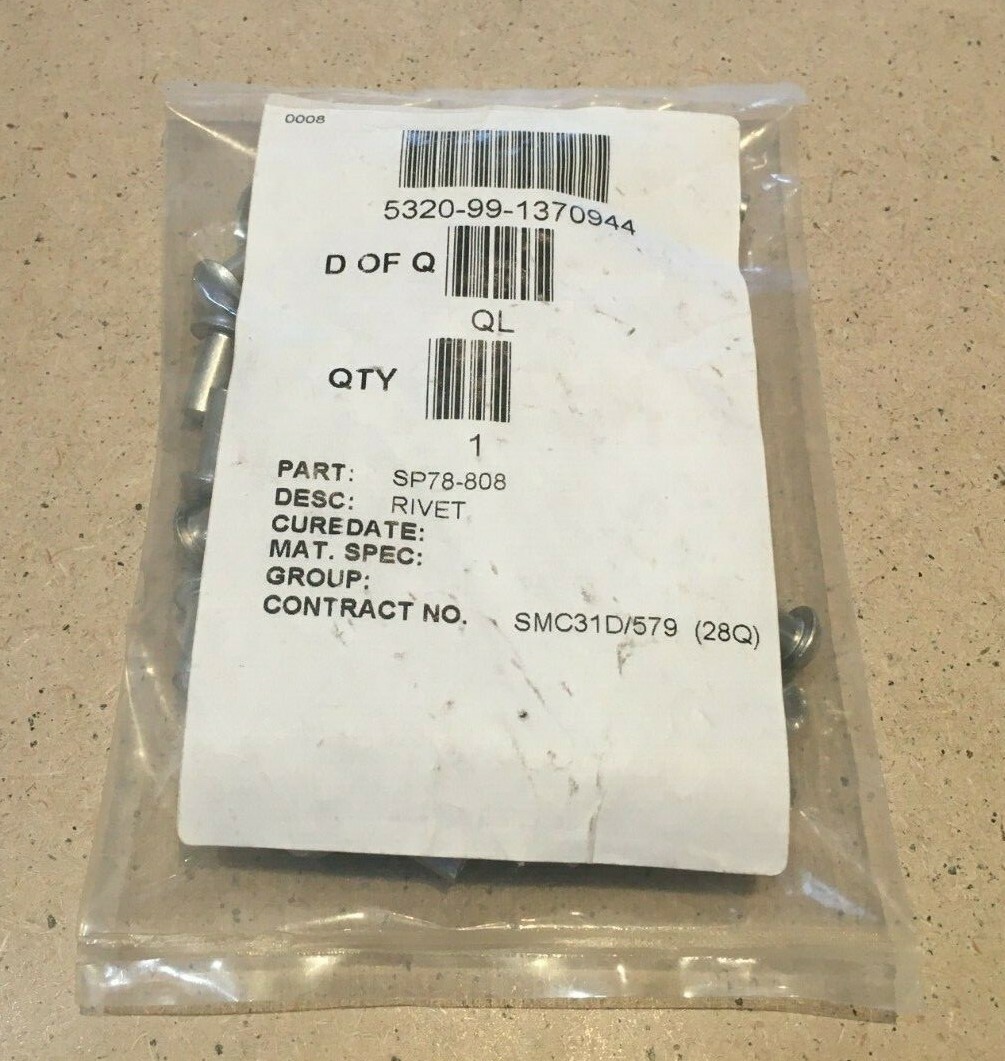 0008
5320-99-1370944
D OF Q
QL
QTY
1
PART: SP78-808
DESC: RIVET
CUREDATE:
MAT. SPEC:
GROUP:
CONTRACT NO. SMC31D/579 (28Q)